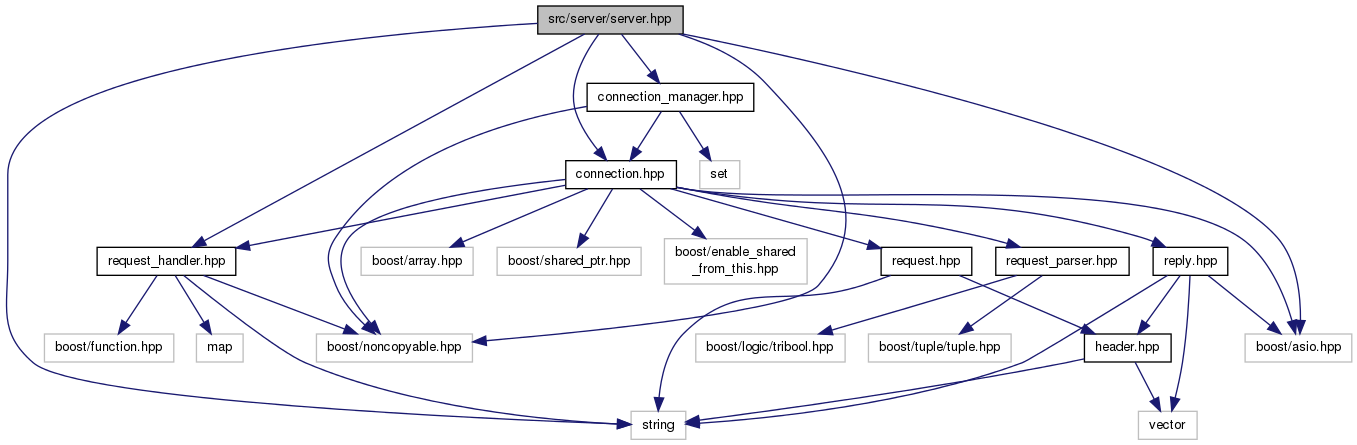 src/server/server.hpp
connection_manager.hpp
connection.hpp
set
request_handler.hpp
boost/array.hpp
boost/shared_ptr.hpp
boost/enable_shared
_from_this.hpp
request.hpp
request_parser.hpp
reply.hpp
boost/function.hpp
map
boost/noncopyable.hpp
boost/logic/tribool.hpp
boost/tuple/tuple.hpp
header.hpp
boost/asio.hpp
string
vector